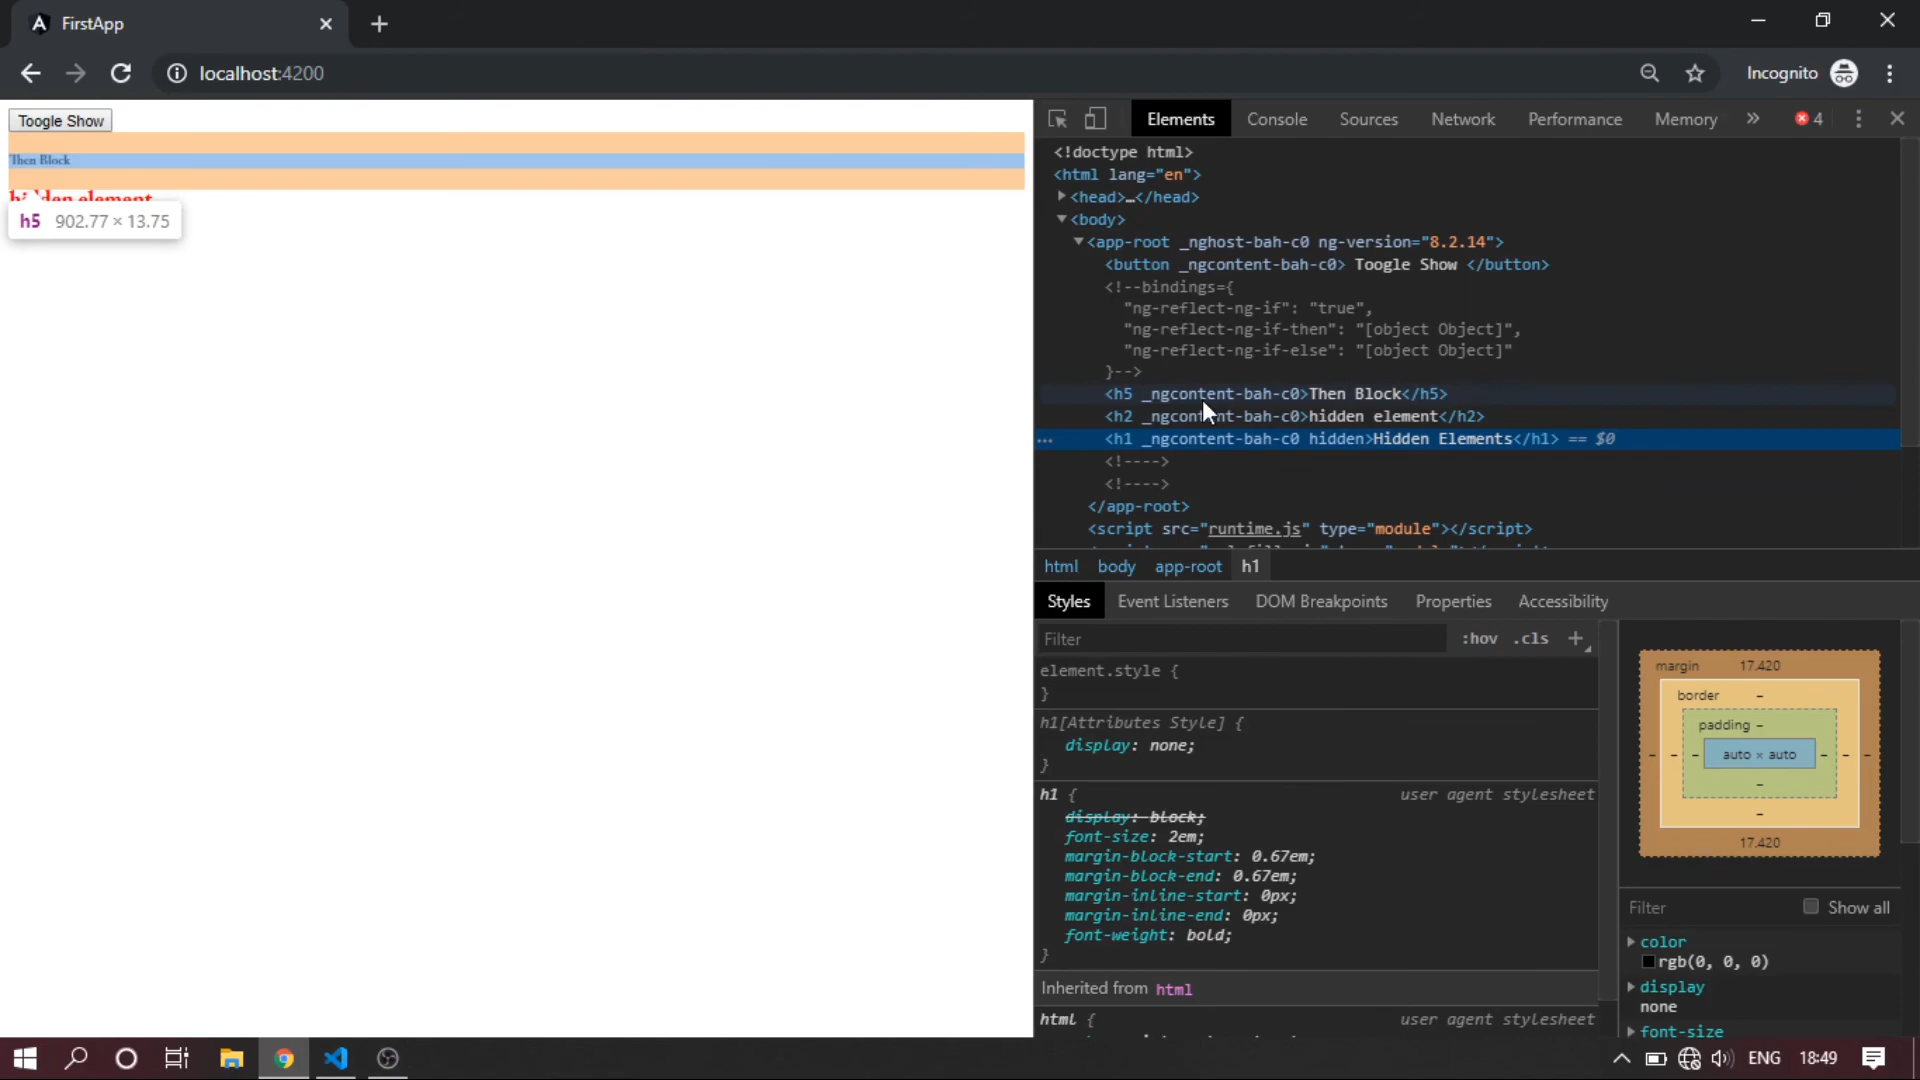 FirstApp
localhost:4200
Incognito
Toogle Show
Then Block
hidden element
h5 902.77 × 13.75
Elements Console Sources Network Performance Memory » 4
<!doctype html>
<html lang="en">
<head>…</head>
<body>
<app-root _nghost-bah-c0 ng-version="8.2.14">
<button _ngcontent-bah-c0> Toogle Show </button>
<!--bindings={
"ng-reflect-ng-if": "true",
"ng-reflect-ng-if-then": "[object Object]",
"ng-reflect-ng-if-else": "[object Object]"
}-->
<h5 _ngcontent-bah-c0>Then Block</h5>
<h2 _ngcontent-bah-c0>hidden element</h2>
<h1 _ngcontent-bah-c0 hidden>Hidden Elements</h1> == $0
<!---->
<!---->
</app-root>
<script src="runtime.js" type="module"></script>
html body app-root h1
Styles Event Listeners DOM Breakpoints Properties Accessibility
Filter :hov .cls +
element.style {
}
h1[Attributes Style] {
display: none;
}
h1 { user agent stylesheet
display: block;
font-size: 2em;
margin-block-start: 0.67em;
margin-block-end: 0.67em;
margin-inline-start: 0px;
margin-inline-end: 0px;
font-weight: bold;
}
Inherited from html
html { user agent stylesheet
margin 17.420
border –
padding –
– – – auto × auto – – –
–
–
17.420
Filter Show all
color
rgb(0, 0, 0)
display
none
font-size
ENG 18:49